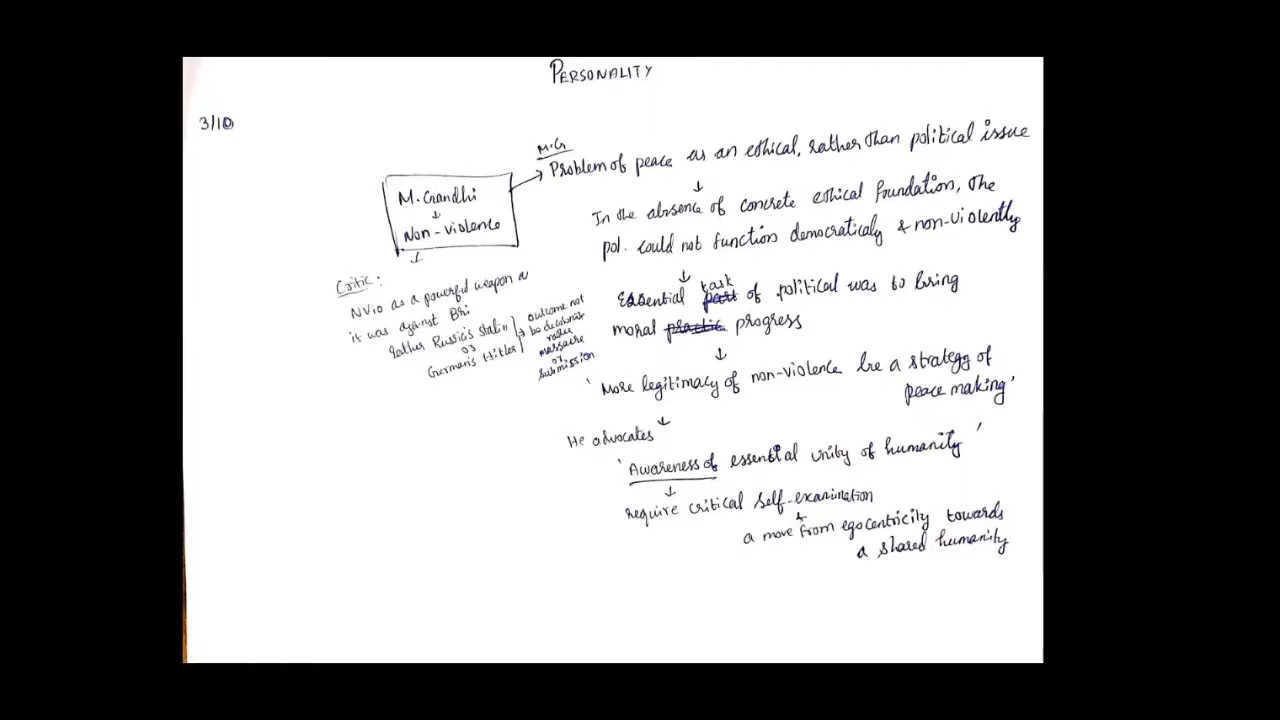 PERSONALITY
3/10
M.G
Problem of peace as an ethical, rather than political issue
↓
In the absence of concrete ethical foundation, the
pol. could not function democraticaly & non-violently
↓
task
Essential part of political was to bring
moral practic progress
↓
'More legitimacy of non-violence be a strategy of
peace making'
↓
He advocates
'Awareness of essential unity of humanity'
↓
require critical self-examination
&
a move from egocentricity towards
a shared humanity
M. Gandhi
↓
Non-violence
↓
Critic:
NVio as a powerful weapon
it was against Bri
rather Russia's Stalin
or
German's Hitler
outcome not
be decolonist
rather
massacre
or
submission